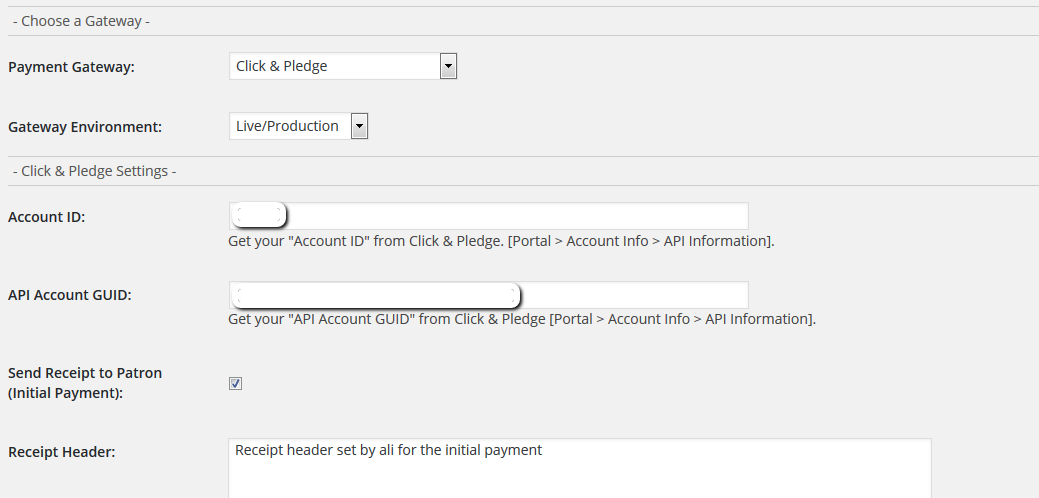 - Choose a Gateway -
Payment Gateway: Click & Pledge
Gateway Environment: Live/Production
- Click & Pledge Settings -
Account ID:
Get your "Account ID" from Click & Pledge. [Portal > Account Info > API Information].
API Account GUID:
Get your "API Account GUID" from Click & Pledge [Portal > Account Info > API Information].
Send Receipt to Patron
(Initial Payment):
Receipt Header: Receipt header set by ali for the initial payment